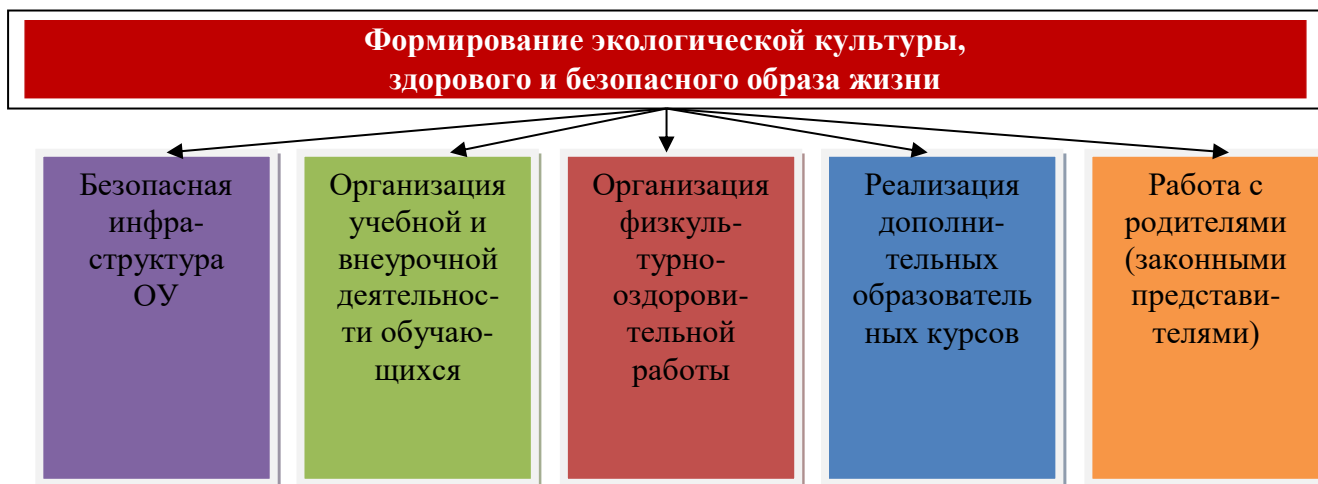 Формирование экологической культуры,
здорового и безопасного образа жизни
Безопасная
инфра-
структура
ОУ
Организация
учебной и
внеурочной
деятельнос-
ти обучаю-
щихся
Организация
физкуль-
турно-
оздорови-
тельной
работы
Реализация
дополни-
тельных
образователь
ных курсов
Работа с
родителями
(законными
представи-
телями)